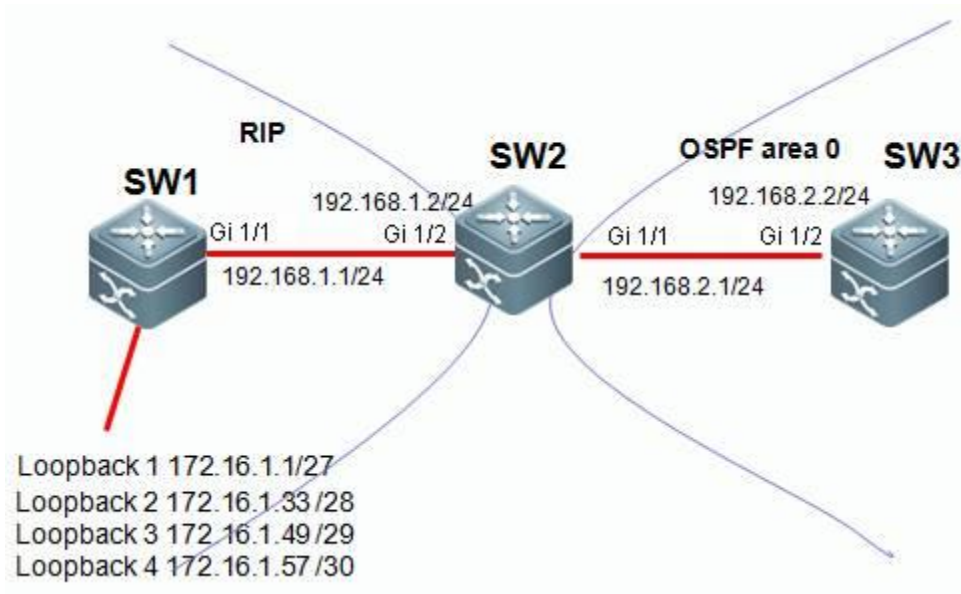 RIP
OSPF area 0
SW1
SW2
SW3
192.168.1.2/24
192.168.2.2/24
Gi 1/1
Gi 1/2
Gi 1/1
Gi 1/2
192.168.1.1/24
192.168.2.1/24
Loopback 1 172.16.1.1/27
Loopback 2 172.16.1.33 /28
Loopback 3 172.16.1.49 /29
Loopback 4 172.16.1.57 /30